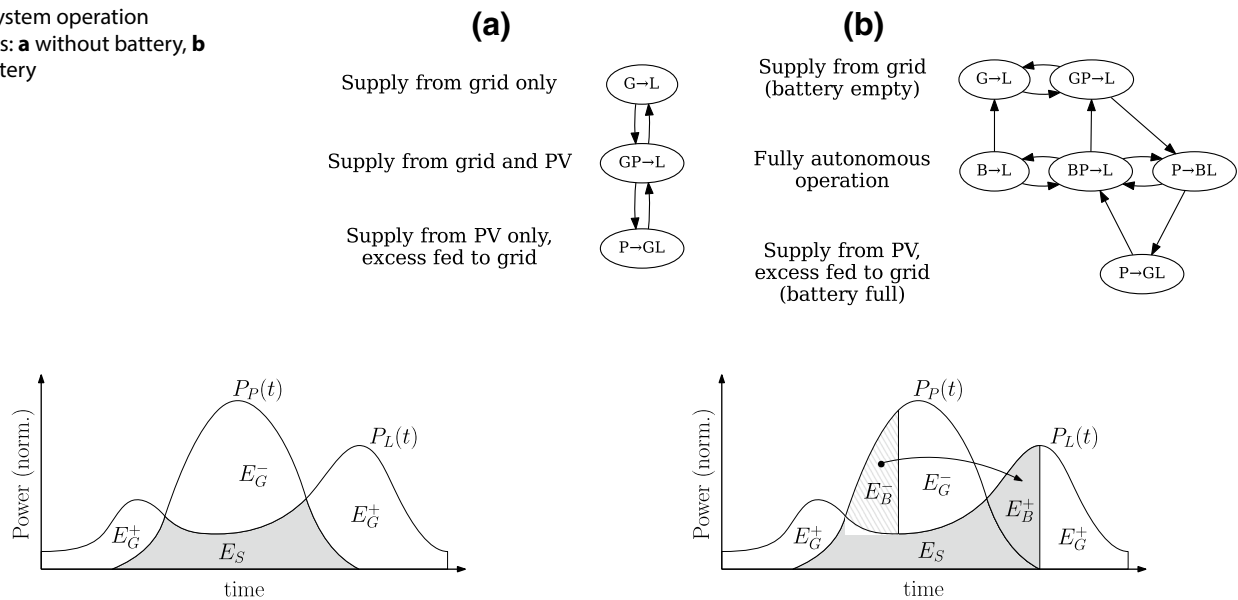 ystem operation
s: a without battery, b
tery
(a)
Supply from grid only
G→L
Supply from grid and PV
GP→L
Supply from PV only,
excess fed to grid
P→GL
(b)
Supply from grid
(battery empty)
G→L
GP→L
Fully autonomous
operation
B→L
BP→L
P→BL
Supply from PV,
excess fed to grid
(battery full)
P→GL
Power (norm.)
P_P(t)
P_L(t)
E_G^-
E_G^+
E_G^+
E_S
time
Power (norm.)
P_P(t)
P_L(t)
E_B^-
E_G^-
E_B^+
E_G^+
E_G^+
E_S
time